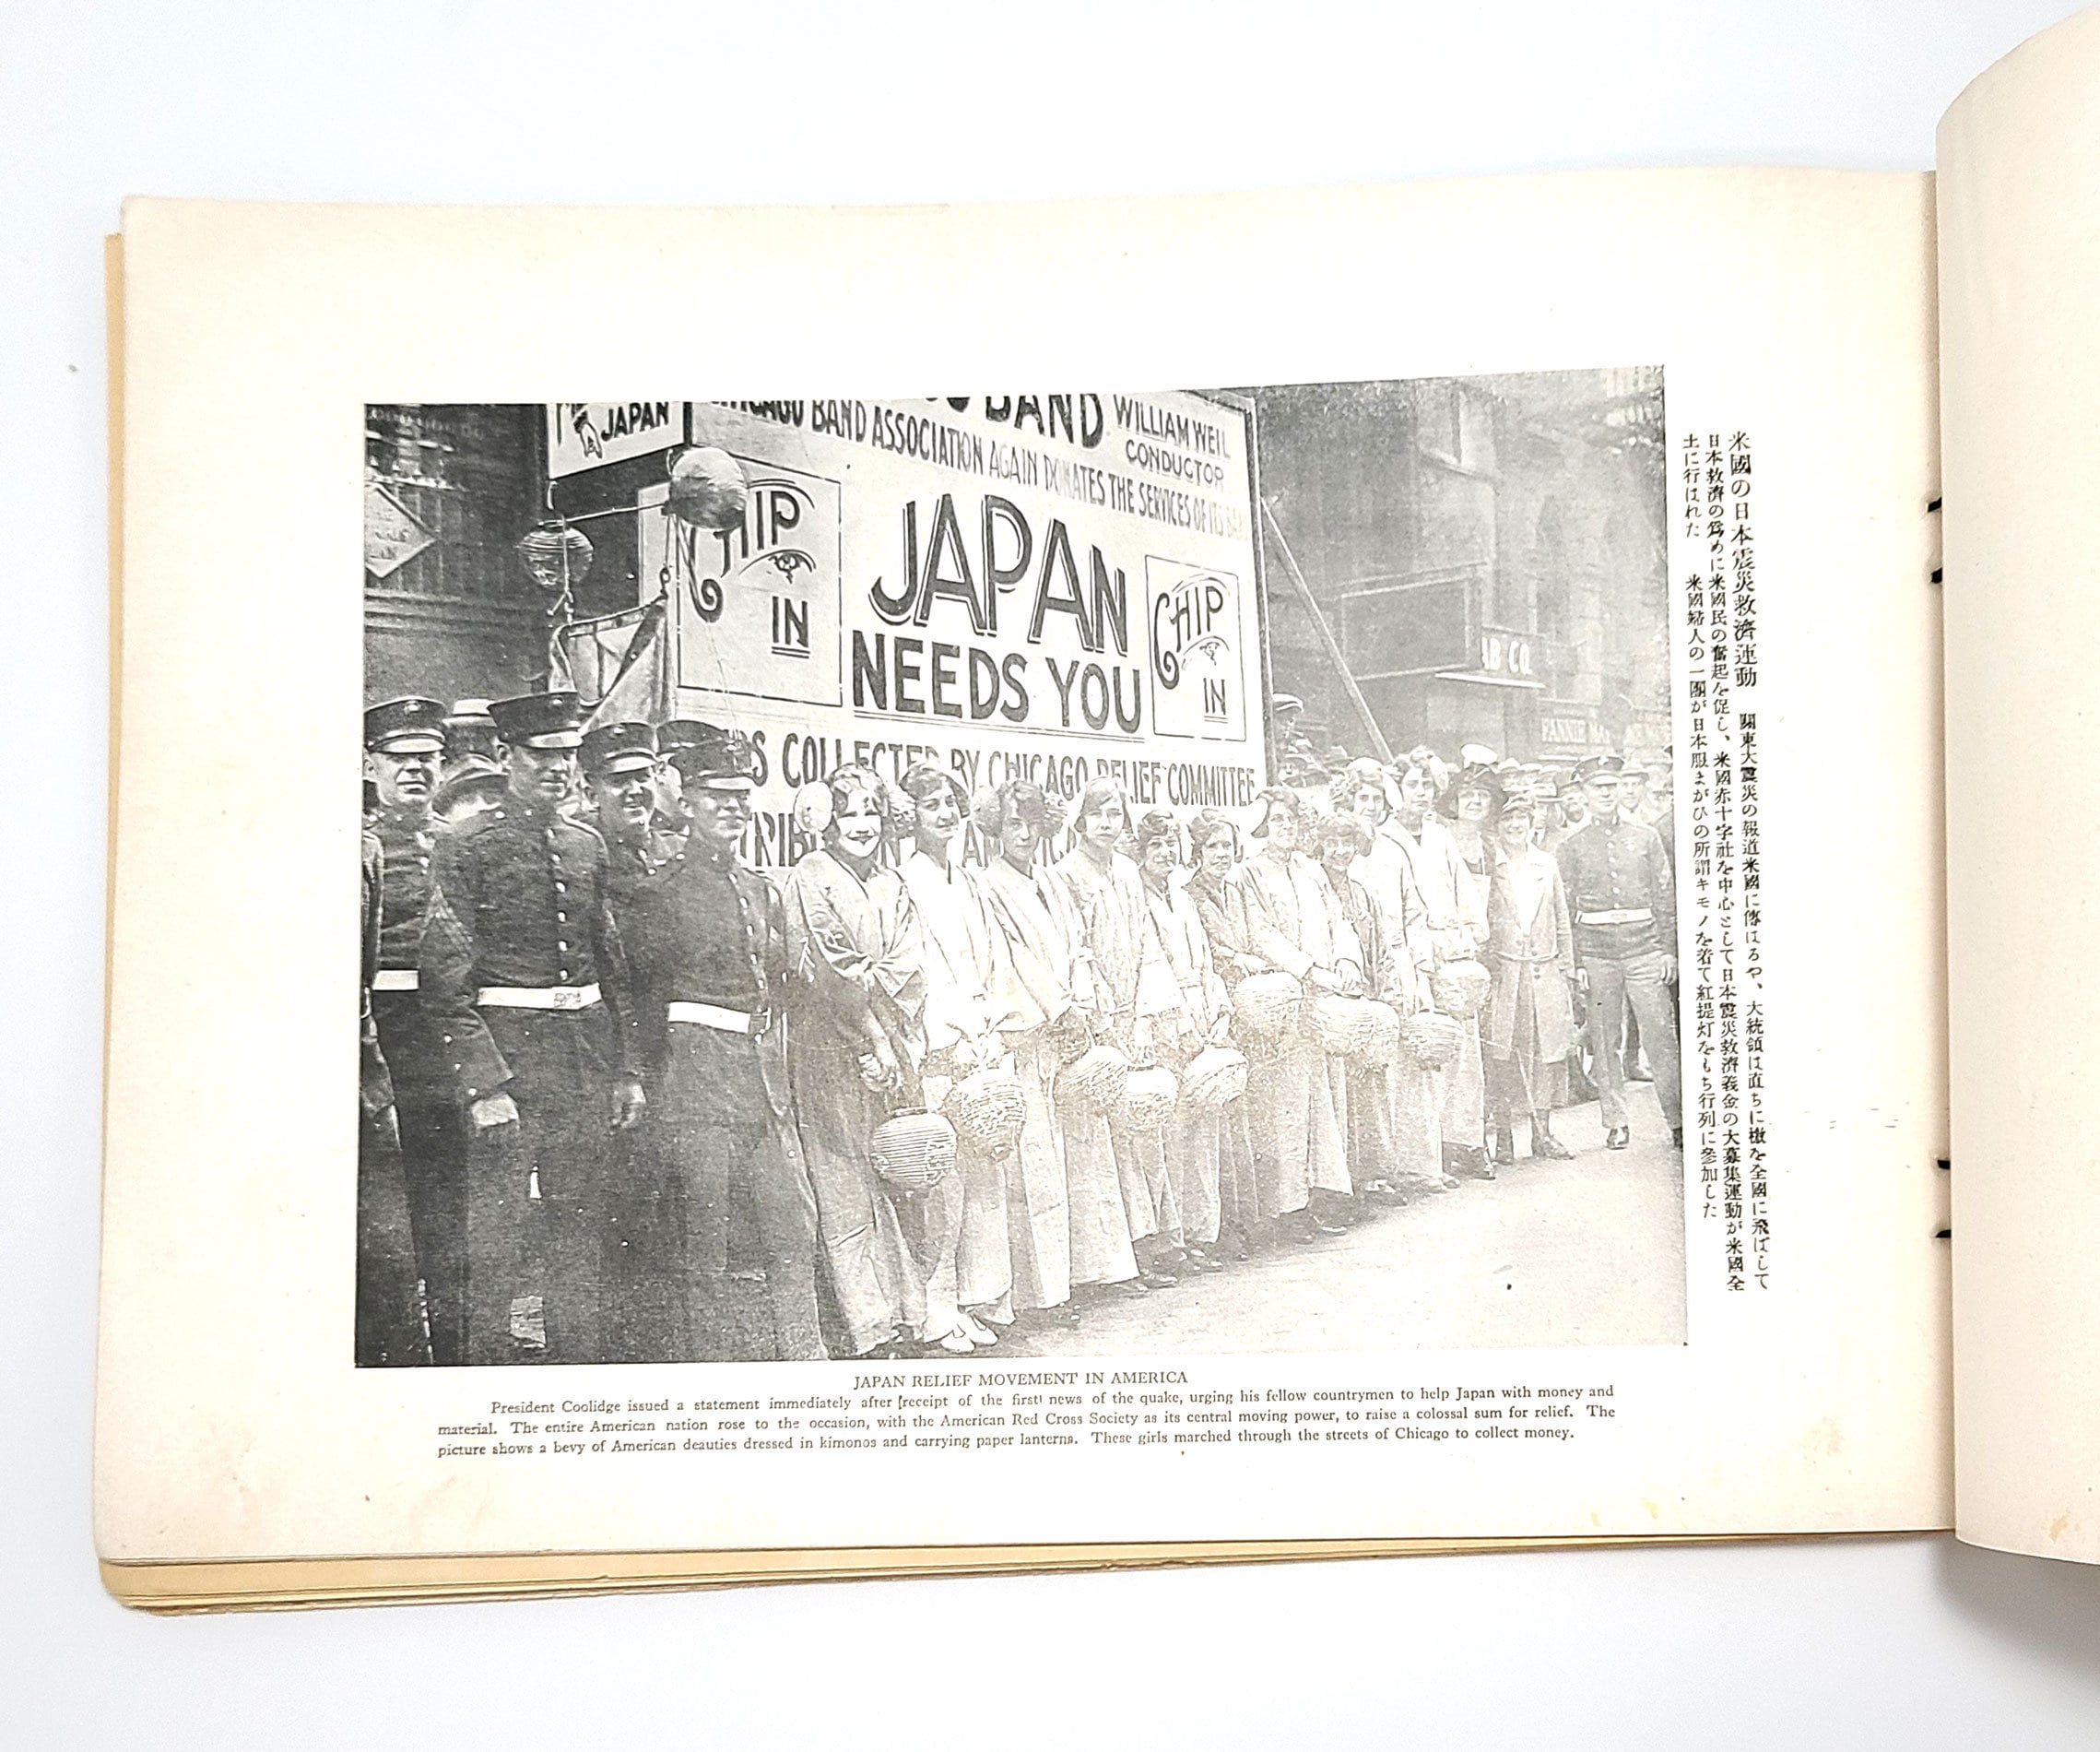 JAPAN
BAND
WILLIAM WEIL
CONDUCTOR
CHICAGO BAND ASSOCIATION AGAIN DONATES THE SERVICES OF ITS
CHIP
IN
JAPAN
NEEDS YOU
CHIP
IN
COLLECTED BY CHICAGO RELIEF COMMITTEE
CO.
米國の日本震災救濟運動　關東大震災の報道米國に傳はるや、大統領は直ちに檄を全國に飛ばして
日本救濟の爲めに米國民の奮起を促し、米國赤十字社を中心として日本震災救濟義金の大募集運動が米國全
土に行はれた　米國婦人の一團が日本服まがひの所謂キモノを着て紅提灯をもち行列に參加した
JAPAN RELIEF MOVEMENT IN AMERICA
President Coolidge issued a statement immediately after [receipt of the first news of the quake, urging his fellow countrymen to help Japan with money and
material. The entire American nation rose to the occasion, with the American Red Cross Society as its central moving power, to raise a colossal sum for relief. The
picture shows a bevy of American deauties dressed in kimonos and carrying paper lanterns. These girls marched through the streets of Chicago to collect money.